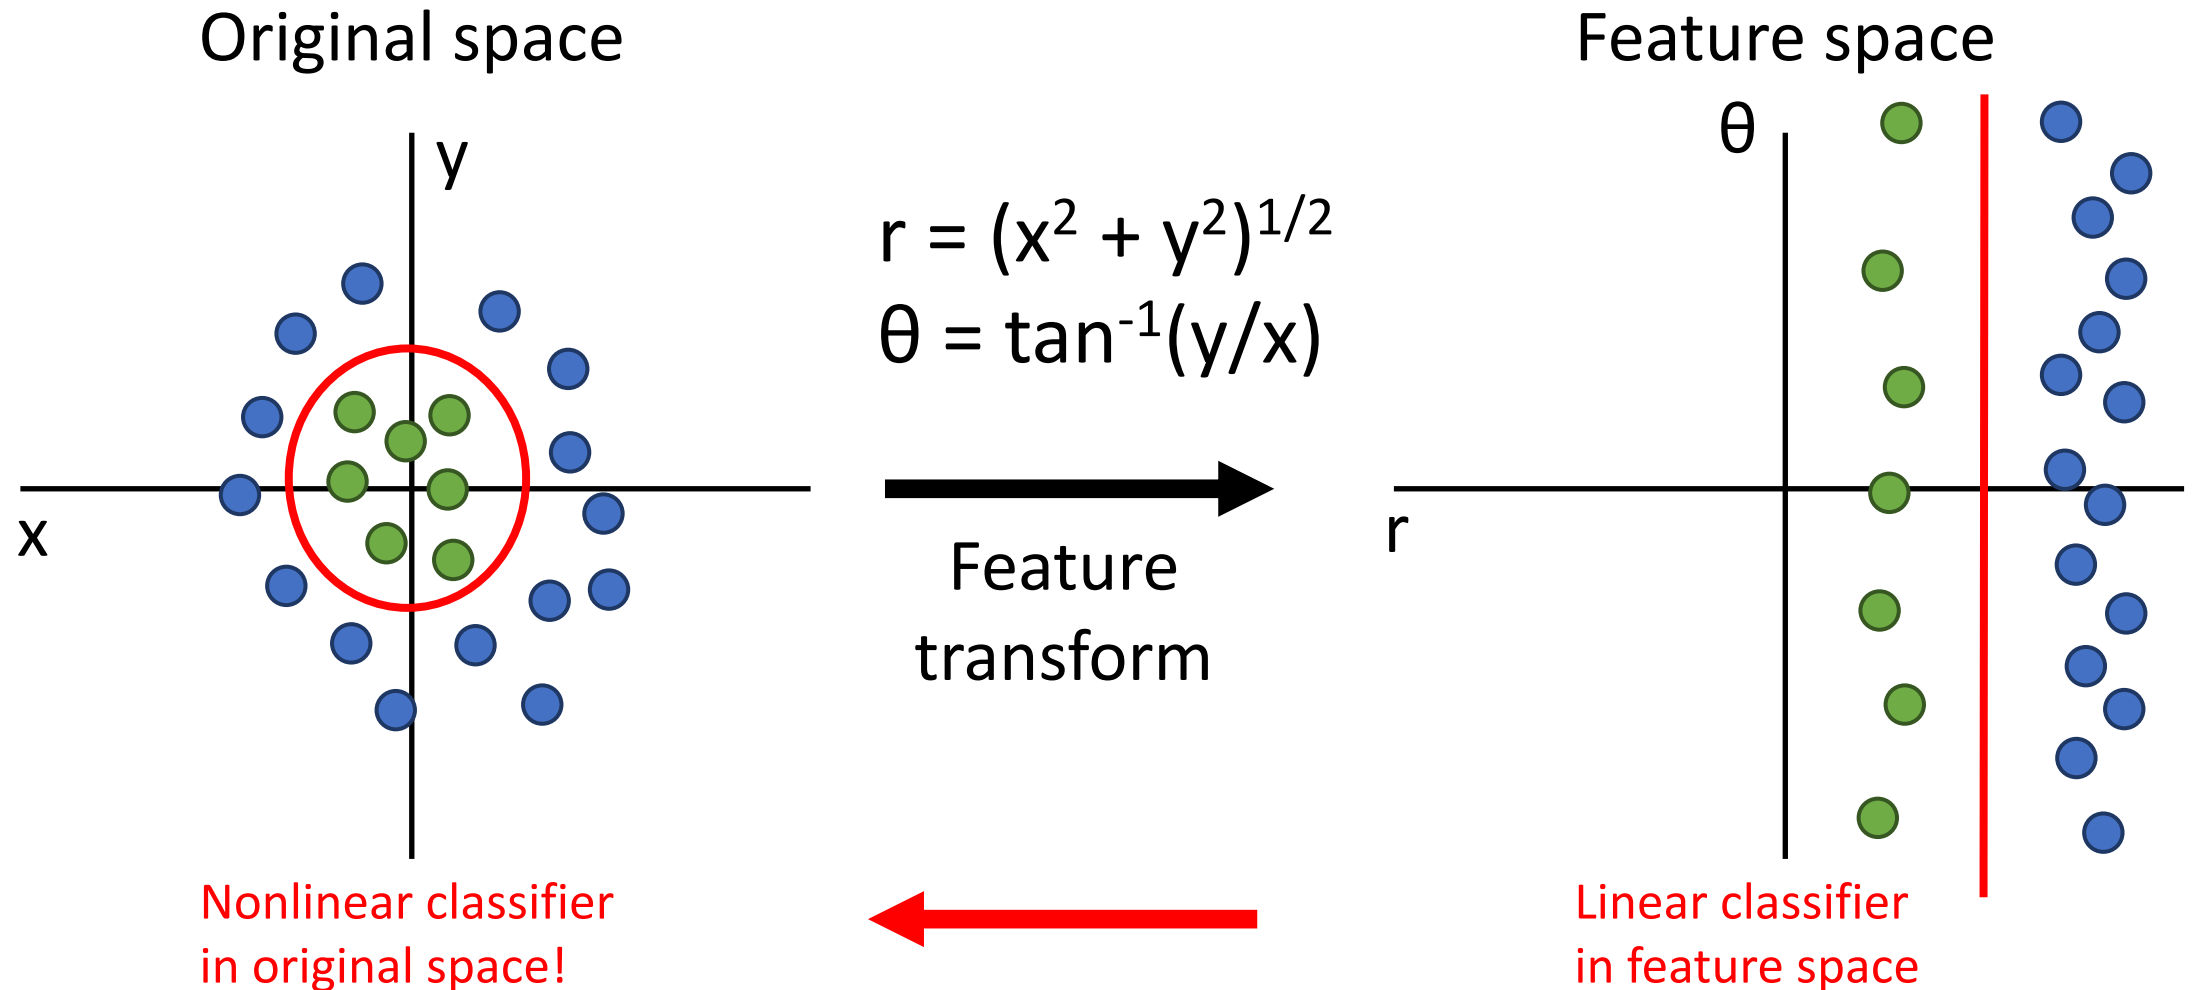 Original space
Feature space
y
θ
r = (x² + y²)¹/²
θ = tan⁻¹(y/x)
x
r
Feature
transform
Nonlinear classifier
in original space!
Linear classifier
in feature space